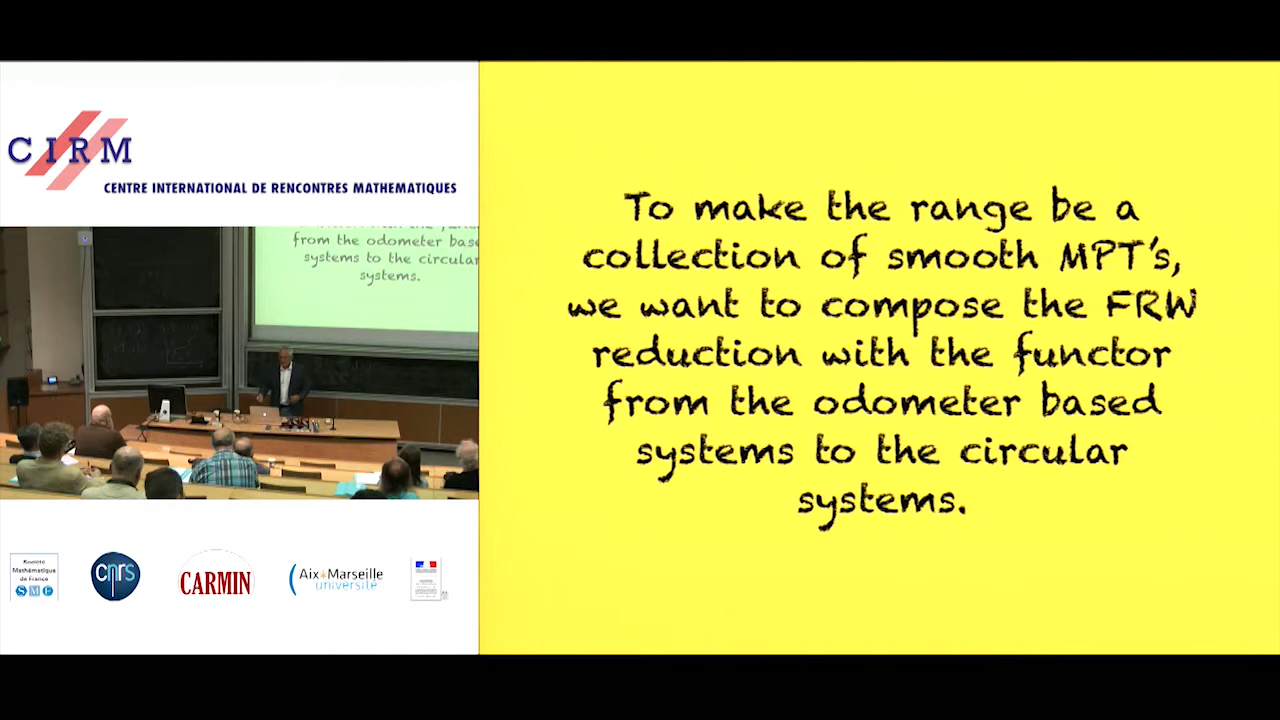 CIRM
CENTRE INTERNATIONAL DE RENCONTRES MATHEMATIQUES
from the odometer base
systems to the circular
systems.
Société
Mathématique
de France
SMF
cnrs
CARMIN
Aix*Marseille
université
To make the range be a
collection of smooth MPT's,
we want to compose the FRW
reduction with the functor
from the odometer based
systems to the circular
systems.